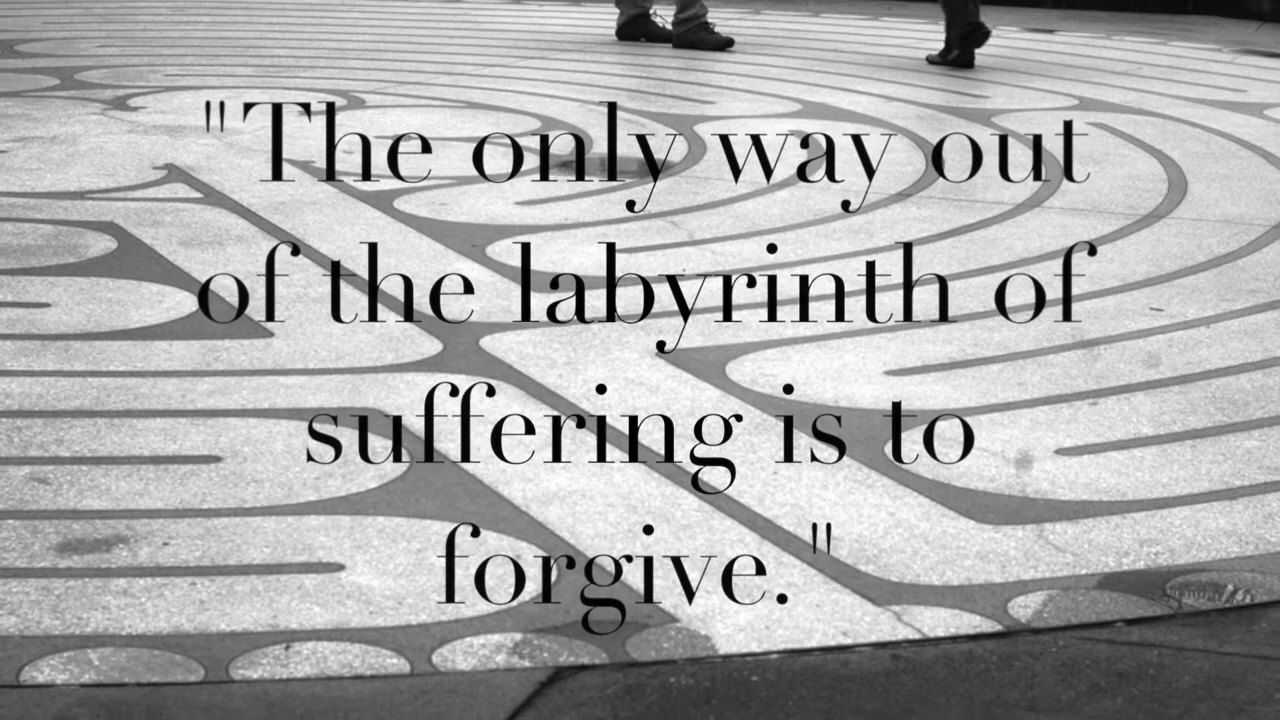 "The only way out
of the labyrinth of
suffering is to
forgive."